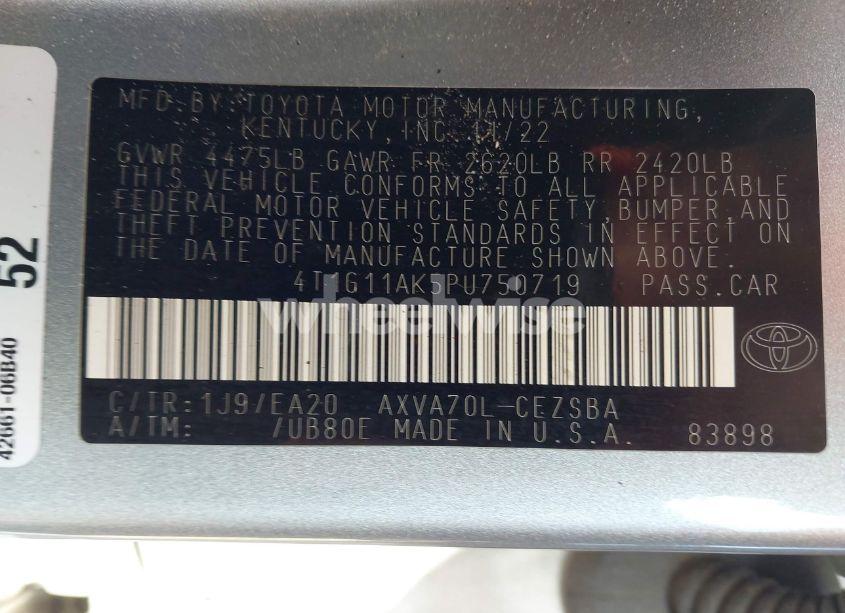 MFD.BY:TOYOTA MOTOR MANUFACTURING,
KENTUCKY,INC 11/22
GVWR 4475LB GAWR FR 2620LB RR 2420LB
THIS VEHICLE CONFORMS TO ALL APPLICABLE
FEDERAL MOTOR VEHICLE SAFETY,BUMPER,AND
THEFT PREVENTION STANDARDS IN EFFECT ON
THE DATE OF MANUFACTURE SHOWN ABOVE.
4T1G11AK5PU750719 PASS.CAR
wheelwise
C/TR:1J9/EA20 AXVA70L-CEZSBA
A/TM: /UB80E MADE IN U.S.A. 83898
52
42661-06B40